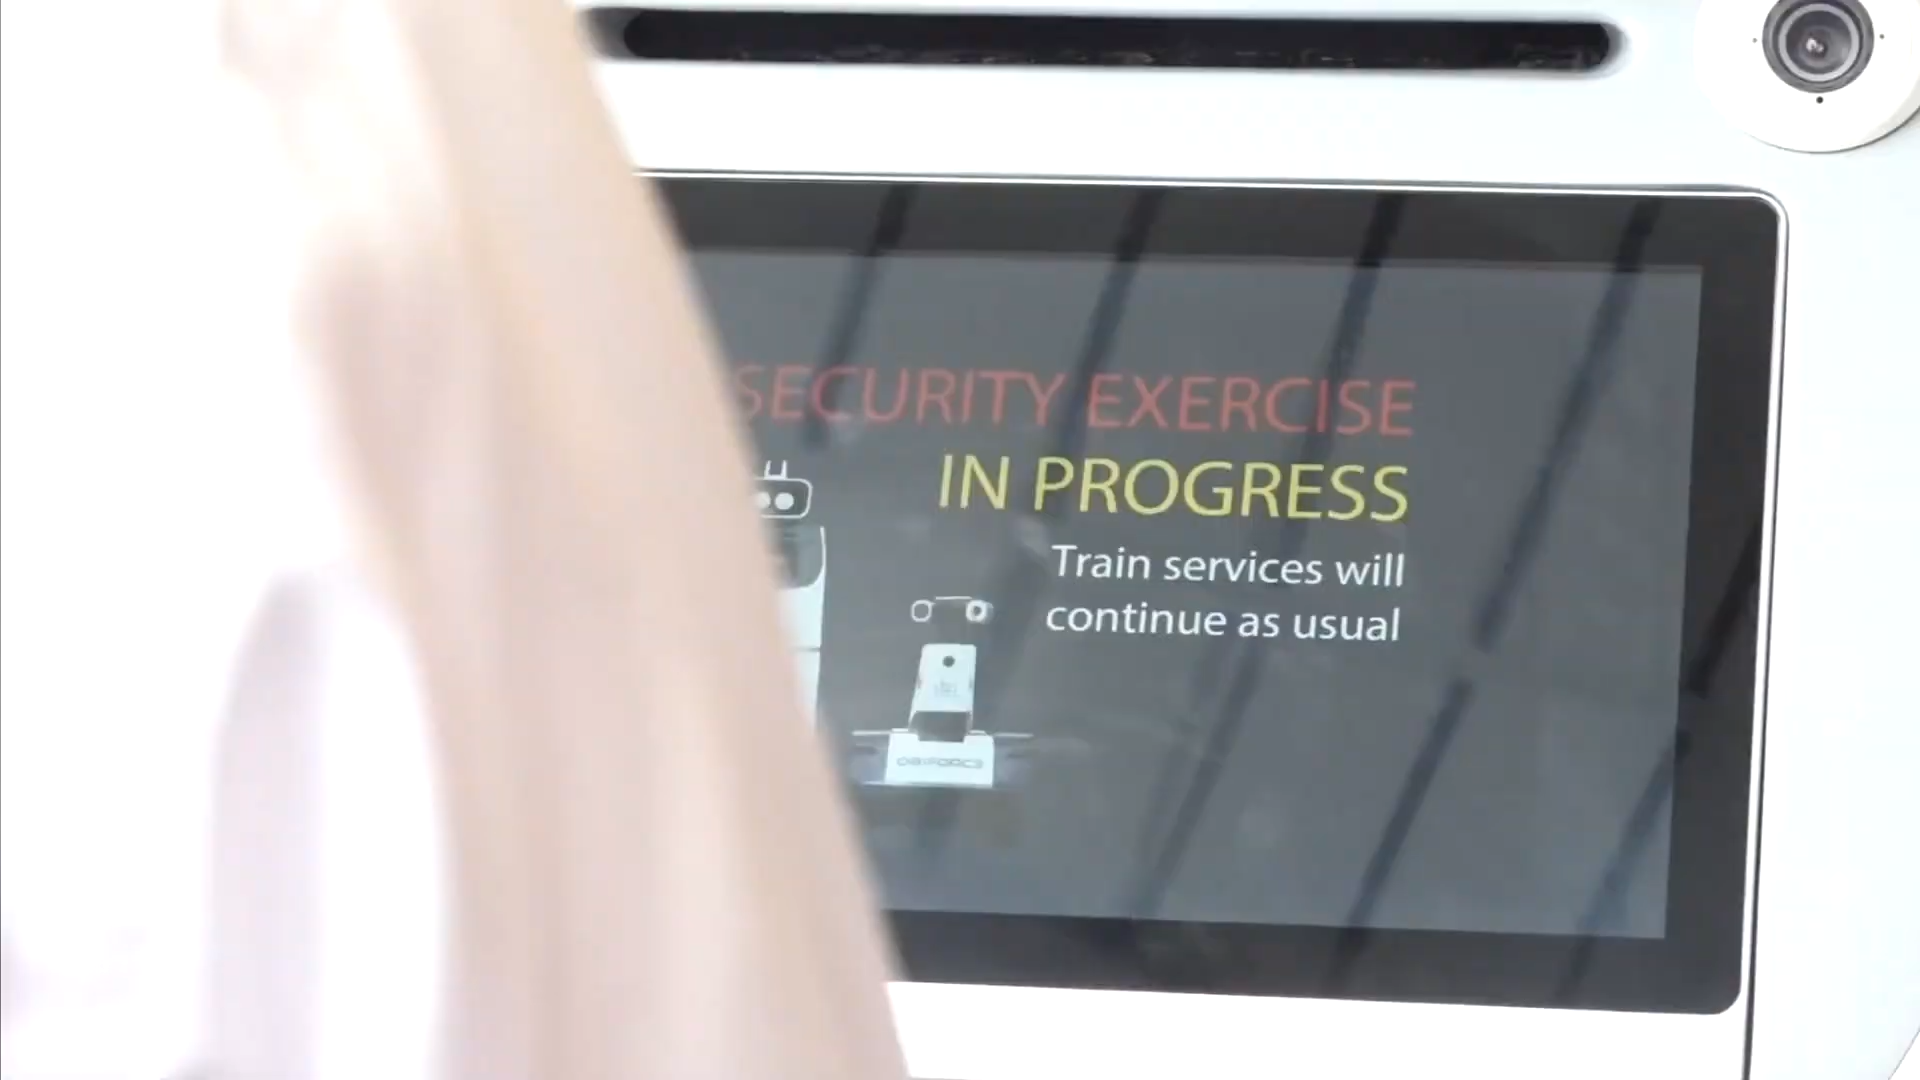 SECURITY EXERCISE
IN PROGRESS
Train services will
continue as usual